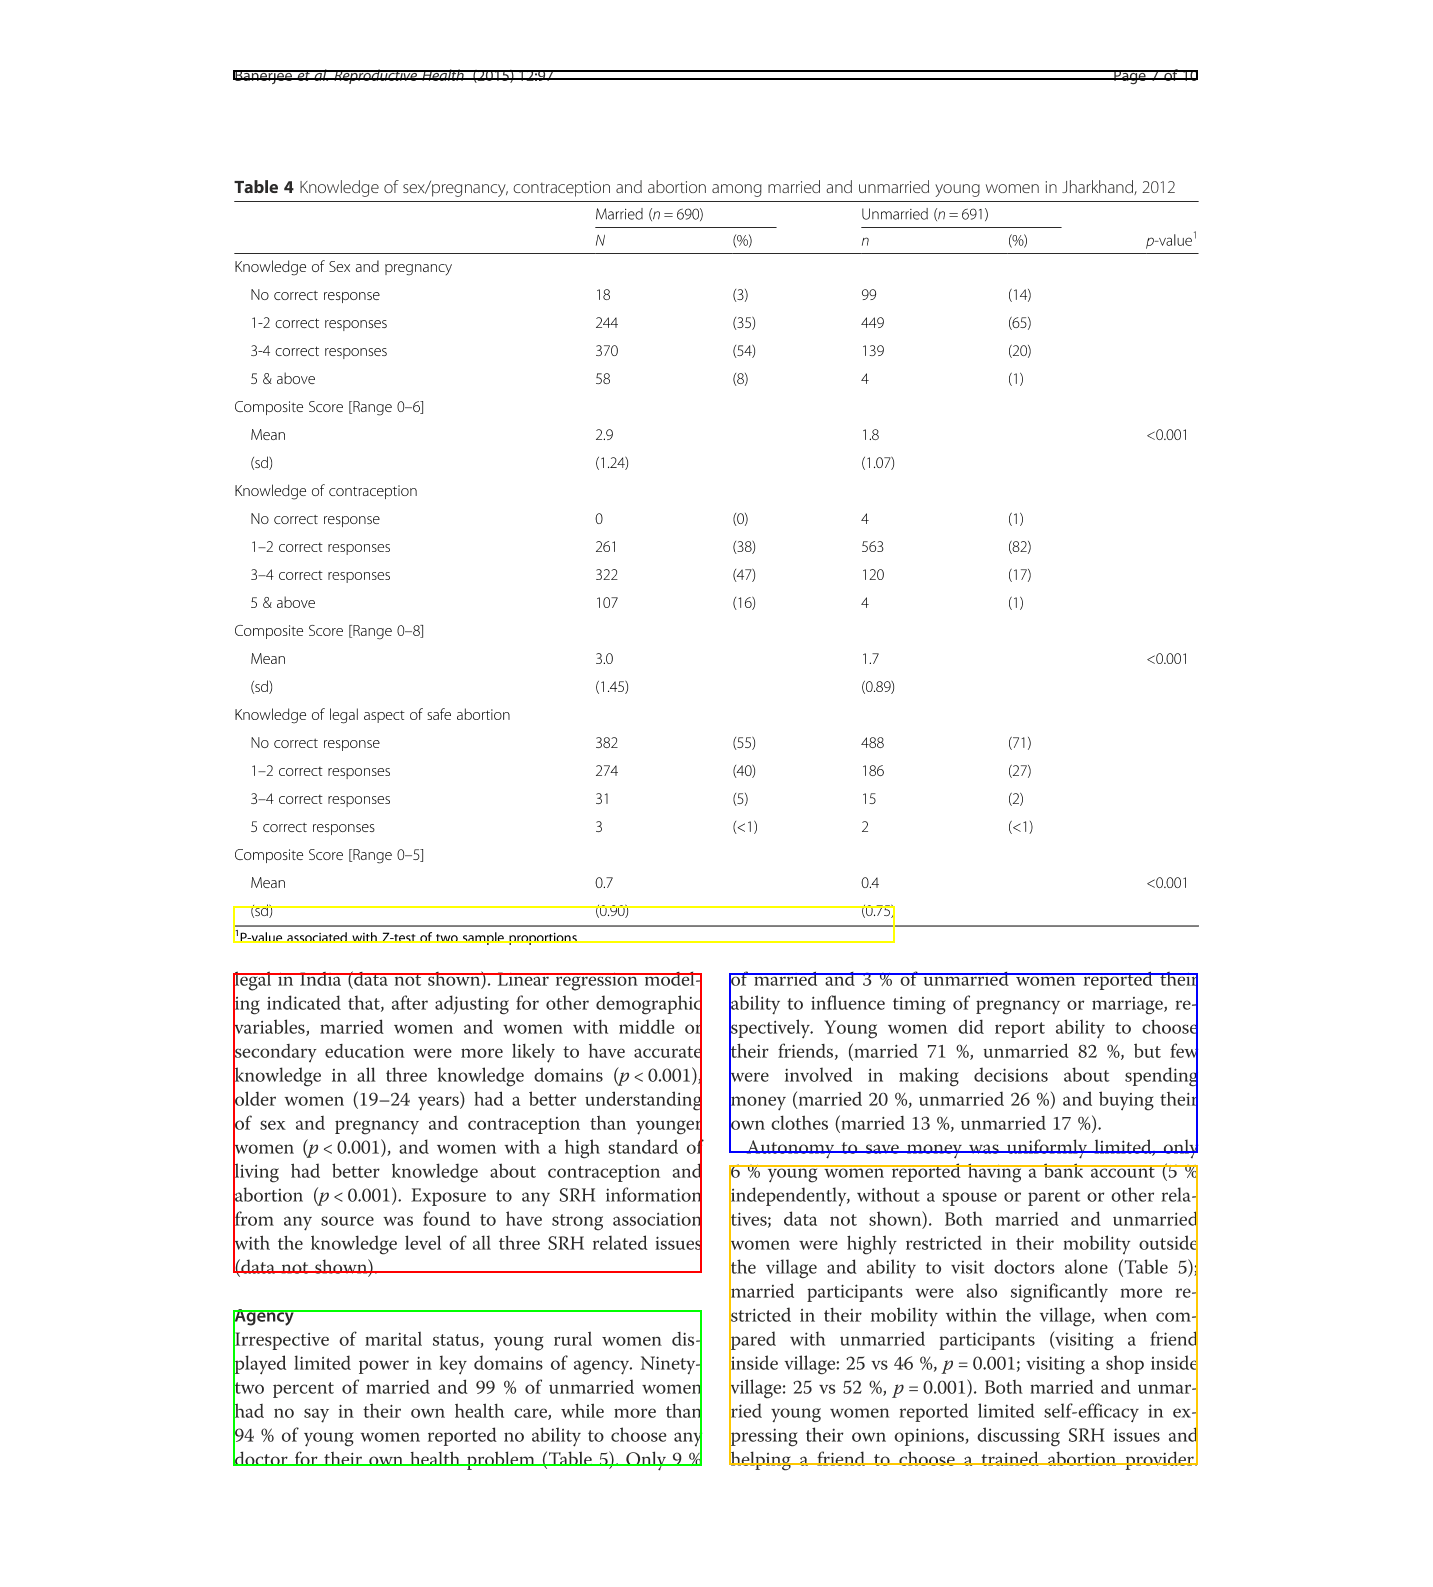 Banerjee et al. Reproductive Health (2015) 12:97 Page 7 of 10
Table 4 Knowledge of sex/pregnancy, contraception and abortion among married and unmarried young women in Jharkhand, 2012
Married (n = 690) Unmarried (n = 691)
N (%) n (%) p-value¹
Knowledge of Sex and pregnancy
No correct response 18 (3) 99 (14)
1-2 correct responses 244 (35) 449 (65)
3-4 correct responses 370 (54) 139 (20)
5 & above 58 (8) 4 (1)
Composite Score [Range 0–6]
Mean 2.9 1.8 <0.001
(sd) (1.24) (1.07)
Knowledge of contraception
No correct response 0 (0) 4 (1)
1–2 correct responses 261 (38) 563 (82)
3–4 correct responses 322 (47) 120 (17)
5 & above 107 (16) 4 (1)
Composite Score [Range 0–8]
Mean 3.0 1.7 <0.001
(sd) (1.45) (0.89)
Knowledge of legal aspect of safe abortion
No correct response 382 (55) 488 (71)
1–2 correct responses 274 (40) 186 (27)
3–4 correct responses 31 (5) 15 (2)
5 correct responses 3 (<1) 2 (<1)
Composite Score [Range 0–5]
Mean 0.7 0.4 <0.001
(sd) (0.90) (0.75)
¹P-value associated with Z-test of two sample proportions
legal in India (data not shown). Linear regression model-
ing indicated that, after adjusting for other demographic
variables, married women and women with middle or
secondary education were more likely to have accurate
knowledge in all three knowledge domains (p < 0.001),
older women (19–24 years) had a better understanding
of sex and pregnancy and contraception than younger
women (p < 0.001), and women with a high standard of
living had better knowledge about contraception and
abortion (p < 0.001). Exposure to any SRH information
from any source was found to have strong association
with the knowledge level of all three SRH related issues
(data not shown).
Agency
Irrespective of marital status, young rural women dis-
played limited power in key domains of agency. Ninety-
two percent of married and 99 % of unmarried women
had no say in their own health care, while more than
94 % of young women reported no ability to choose any
doctor for their own health problem (Table 5). Only 9 %
of married and 3 % of unmarried women reported their
ability to influence timing of pregnancy or marriage, re-
spectively. Young women did report ability to choose
their friends, (married 71 %, unmarried 82 %, but few
were involved in making decisions about spending
money (married 20 %, unmarried 26 %) and buying their
own clothes (married 13 %, unmarried 17 %).
Autonomy to save money was uniformly limited, only
6 % young women reported having a bank account (5 %
independently, without a spouse or parent or other rela-
tives; data not shown). Both married and unmarried
women were highly restricted in their mobility outside
the village and ability to visit doctors alone (Table 5);
married participants were also significantly more re-
stricted in their mobility within the village, when com-
pared with unmarried participants (visiting a friend
inside village: 25 vs 46 %, p = 0.001; visiting a shop inside
village: 25 vs 52 %, p = 0.001). Both married and unmar-
ried young women reported limited self-efficacy in ex-
pressing their own opinions, discussing SRH issues and
helping a friend to choose a trained abortion provider.